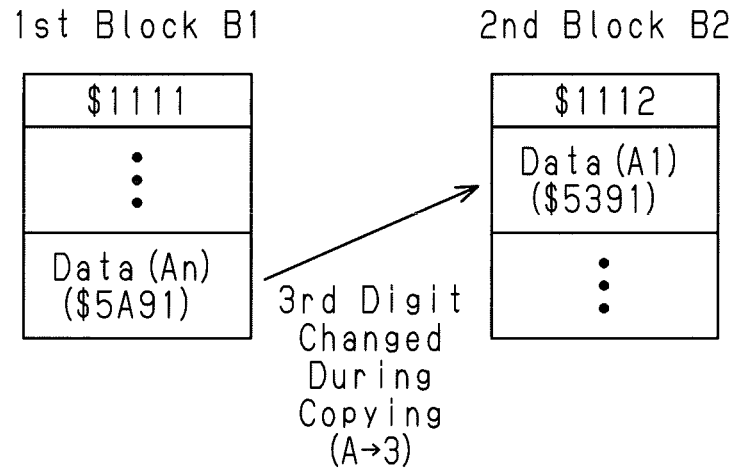 1st Block B1
$1111
Data(An)
($5A91)
3rd Digit
Changed
During
Copying
(A→3)
2nd Block B2
$1112
Data(A1)
($5391)